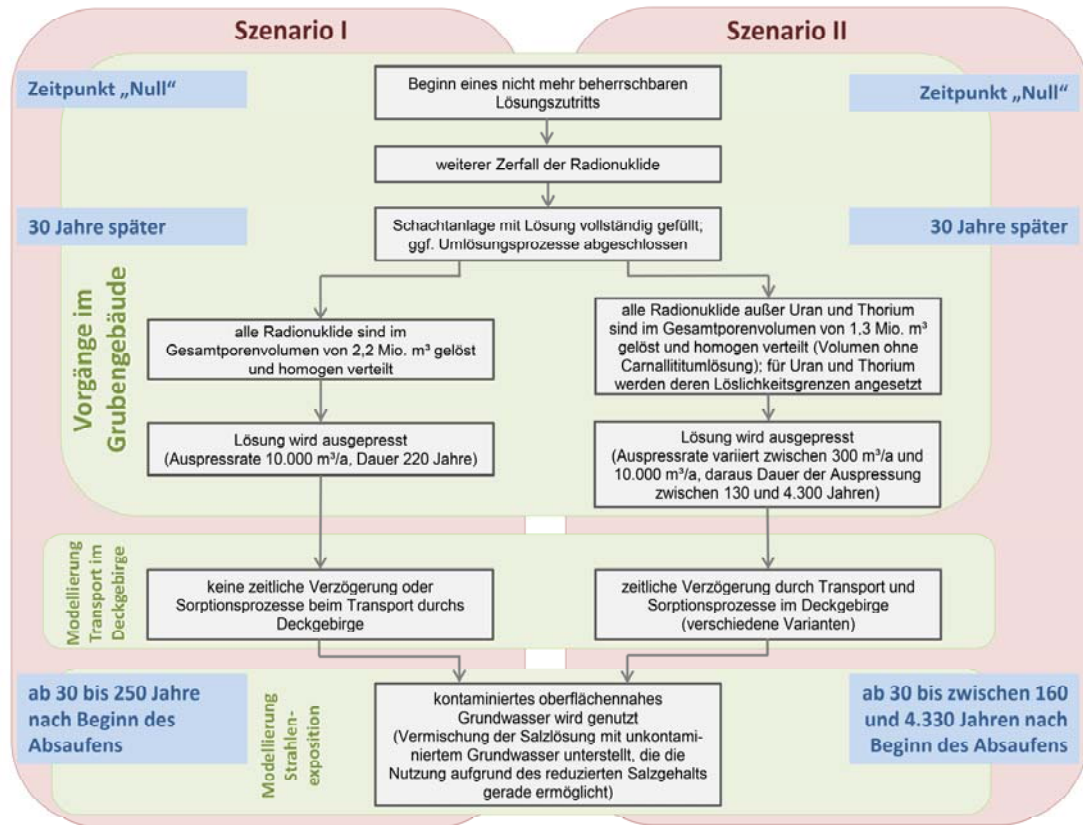 Szenario I
Szenario II
Zeitpunkt „Null“
Beginn eines nicht mehr beherrschbaren
Lösungszutritts
Zeitpunkt „Null“
weiterer Zerfall der Radionuklide
30 Jahre später
Schachtanlage mit Lösung vollständig gefüllt;
ggf. Umlösungsprozesse abgeschlossen
30 Jahre später
Vorgänge im
Grubengebäude
alle Radionuklide sind im
Gesamtporenvolumen von 2,2 Mio. m³ gelöst
und homogen verteilt
alle Radionuklide außer Uran und Thorium
sind im Gesamtporenvolumen von 1,3 Mio. m³
gelöst und homogen verteilt (Volumen ohne
Carnallititumlösung); für Uran und Thorium
werden deren Löslichkeitsgrenzen angesetzt
Lösung wird ausgepresst
(Auspressrate 10.000 m³/a, Dauer 220 Jahre)
Lösung wird ausgepresst
(Auspressrate variiert zwischen 300 m³/a und
10.000 m³/a, daraus Dauer der Auspressung
zwischen 130 und 4.300 Jahren)
Modellierung
Transport im
Deckgebirge
keine zeitliche Verzögerung oder
Sorptionsprozesse beim Transport durchs
Deckgebirge
zeitliche Verzögerung durch Transport und
Sorptionsprozesse im Deckgebirge
(verschiedene Varianten)
ab 30 bis 250 Jahre
nach Beginn des
Absaufens
Modellierung
Strahlen-
exposition
kontaminiertes oberflächennahes
Grundwasser wird genutzt
(Vermischung der Salzlösung mit unkontami-
niertem Grundwasser unterstellt, die die
Nutzung aufgrund des reduzierten Salzgehalts
gerade ermöglicht)
ab 30 bis zwischen 160
und 4.330 Jahren nach
Beginn des Absaufens